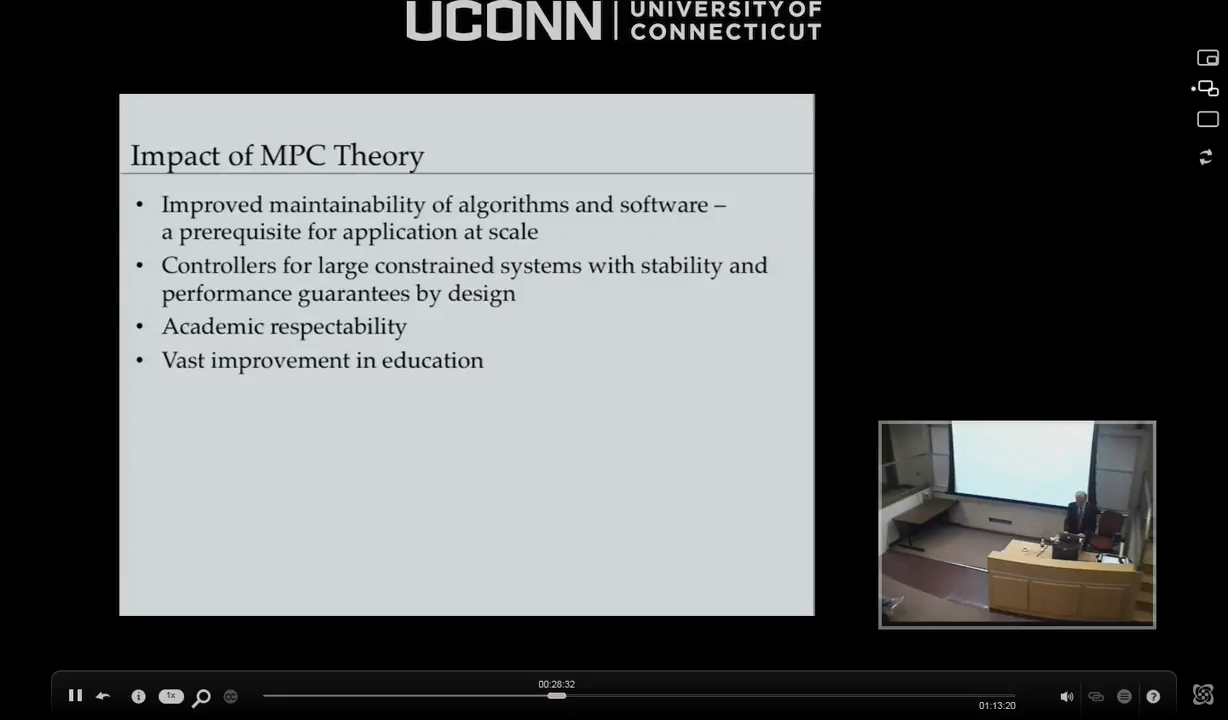 UCONN | UNIVERSITY OF
CONNECTICUT
Impact of MPC Theory
• Improved maintainability of algorithms and software –
a prerequisite for application at scale
• Controllers for large constrained systems with stability and
performance guarantees by design
• Academic respectability
• Vast improvement in education
1x
cc
00:26:32
01:13:20